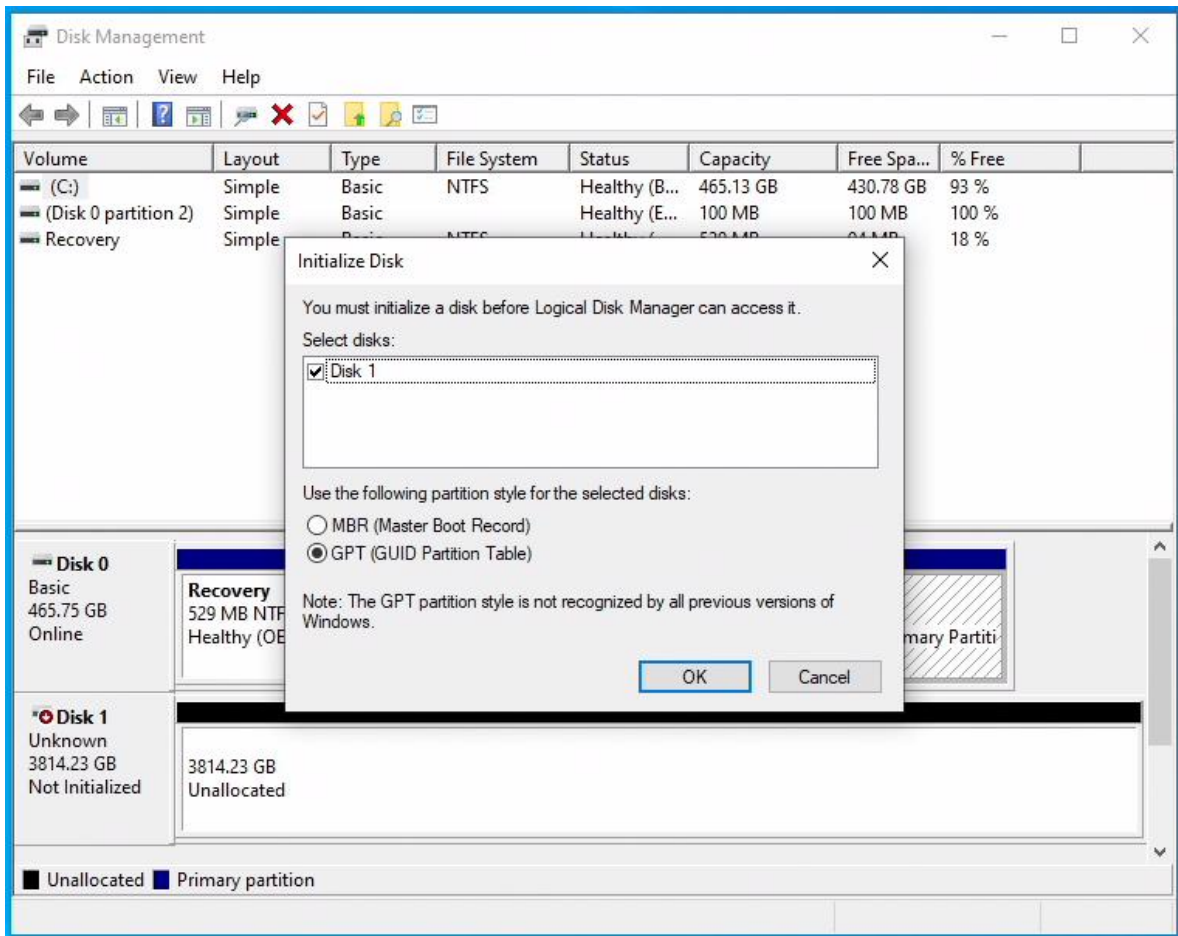 Disk Management
File Action View Help
Volume Layout Type File System Status Capacity Free Spa... % Free
(C:) Simple Basic NTFS Healthy (B... 465.13 GB 430.78 GB 93 %
(Disk 0 partition 2) Simple Basic Healthy (E... 100 MB 100 MB 100 %
Recovery Simple 18 %
Initialize Disk
You must initialize a disk before Logical Disk Manager can access it.
Select disks:
Disk 1
Use the following partition style for the selected disks:
MBR (Master Boot Record)
GPT (GUID Partition Table)
Note: The GPT partition style is not recognized by all previous versions of
Windows.
OK Cancel
Disk 0
Basic
465.75 GB
Online
Recovery
529 MB NTF
Healthy (OE
mary Partiti
Disk 1
Unknown
3814.23 GB
Not Initialized
3814.23 GB
Unallocated
Unallocated Primary partition